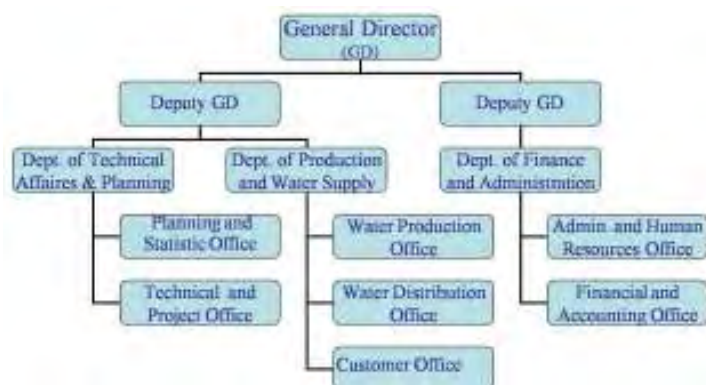 General Director
(GD)
Deputy GD
Deputy GD
Dept. of Technical
Affaires & Planning
Dept. of Production
and Water Supply
Dept. of Finance
and Administration
Planning and
Statistic Office
Water Production
Office
Admin. and Human
Resources Office
Technical and
Project Office
Water Distribution
Office
Financial and
Accounting Office
Customer Office